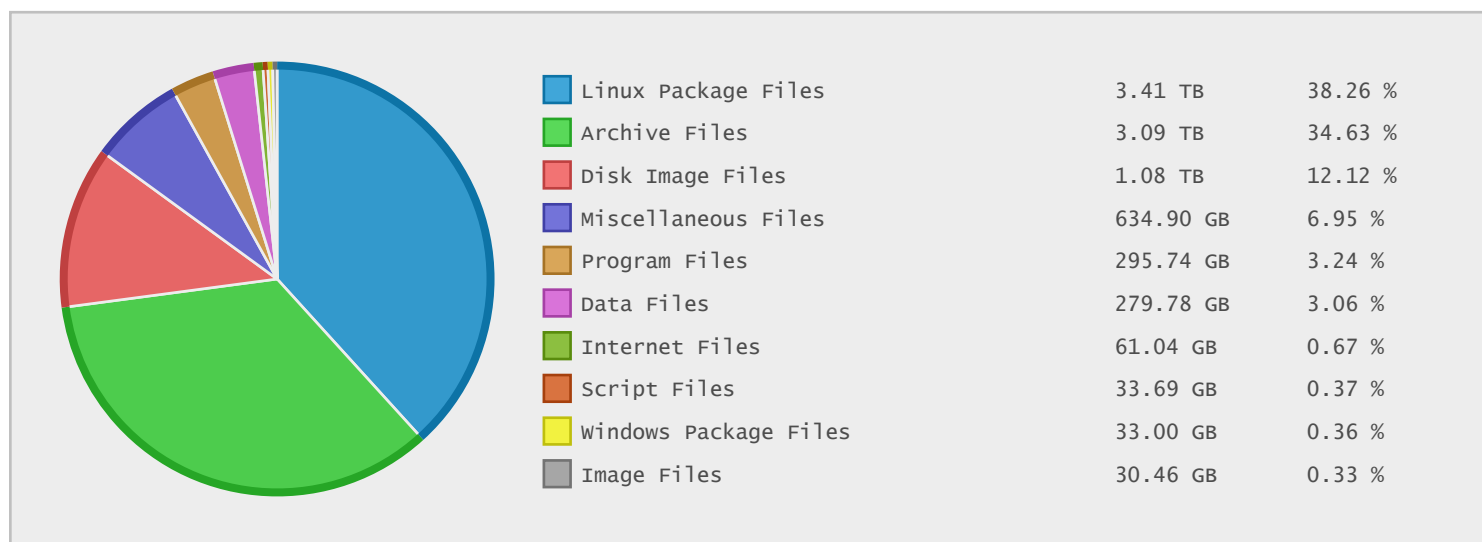 Linux Package Files 3.41 TB 38.26 %
Archive Files 3.09 TB 34.63 %
Disk Image Files 1.08 TB 12.12 %
Miscellaneous Files 634.90 GB 6.95 %
Program Files 295.74 GB 3.24 %
Data Files 279.78 GB 3.06 %
Internet Files 61.04 GB 0.67 %
Script Files 33.69 GB 0.37 %
Windows Package Files 33.00 GB 0.36 %
Image Files 30.46 GB 0.33 %